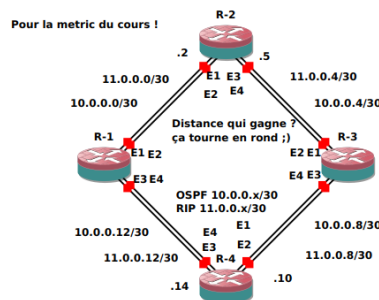 R-2
Pour la metric du cours !
.2
.5
11.0.0.0/30
E1 E3
11.0.0.4/30
E2 E4
10.0.0.0/30
10.0.0.4/30
Distance qui gagne ?
ça tourne en rond ;)
R-1
R-3
E1 E2
E2 E1
E3 E4
E4 E3
OSPF 10.0.0.x/30
RIP 11.0.0.x/30
10.0.0.12/30
E4 E1
10.0.0.8/30
E3 E2
11.0.0.12/30
R-4
11.0.0.8/30
.14
.10